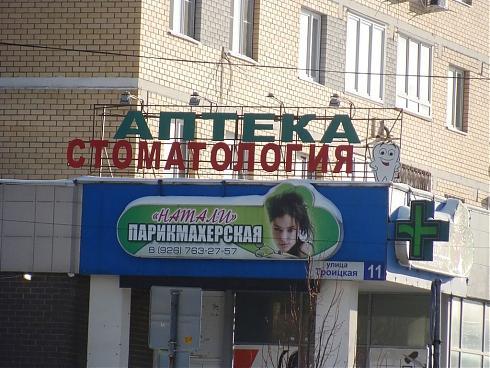 АПТЕКА
СТОМАТОЛОГИЯ
«НАТАЛИ»
ПАРИКМАХЕРСКАЯ
8 (926) 763-27-57
улица
Троицкая 11